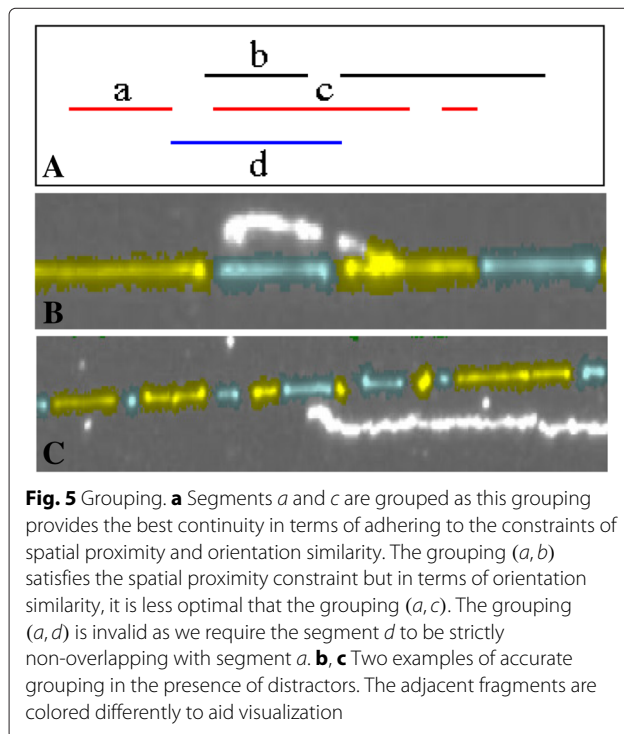 b
a
c
d
A
B
C
Fig. 5 Grouping. a Segments a and c are grouped as this grouping
provides the best continuity in terms of adhering to the constraints of
spatial proximity and orientation similarity. The grouping (a, b)
satisfies the spatial proximity constraint but in terms of orientation
similarity, it is less optimal that the grouping (a, c). The grouping
(a, d) is invalid as we require the segment d to be strictly
non-overlapping with segment a. b, c Two examples of accurate
grouping in the presence of distractors. The adjacent fragments are
colored differently to aid visualization